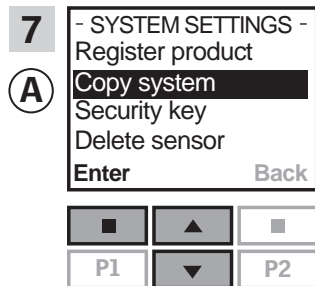 7
A
- SYSTEM SETTINGS -
Register product
Copy system
Security key
Delete sensor
Enter Back
P1 P2